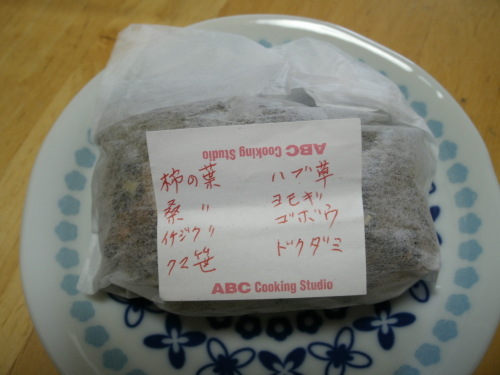 ABC Cooking Studio
柿の葉 ハブ草
桑 〃 ヨモギ
イチジク〃 ゴボウ
クマ笹 ドクダミ
ABC Cooking Studio